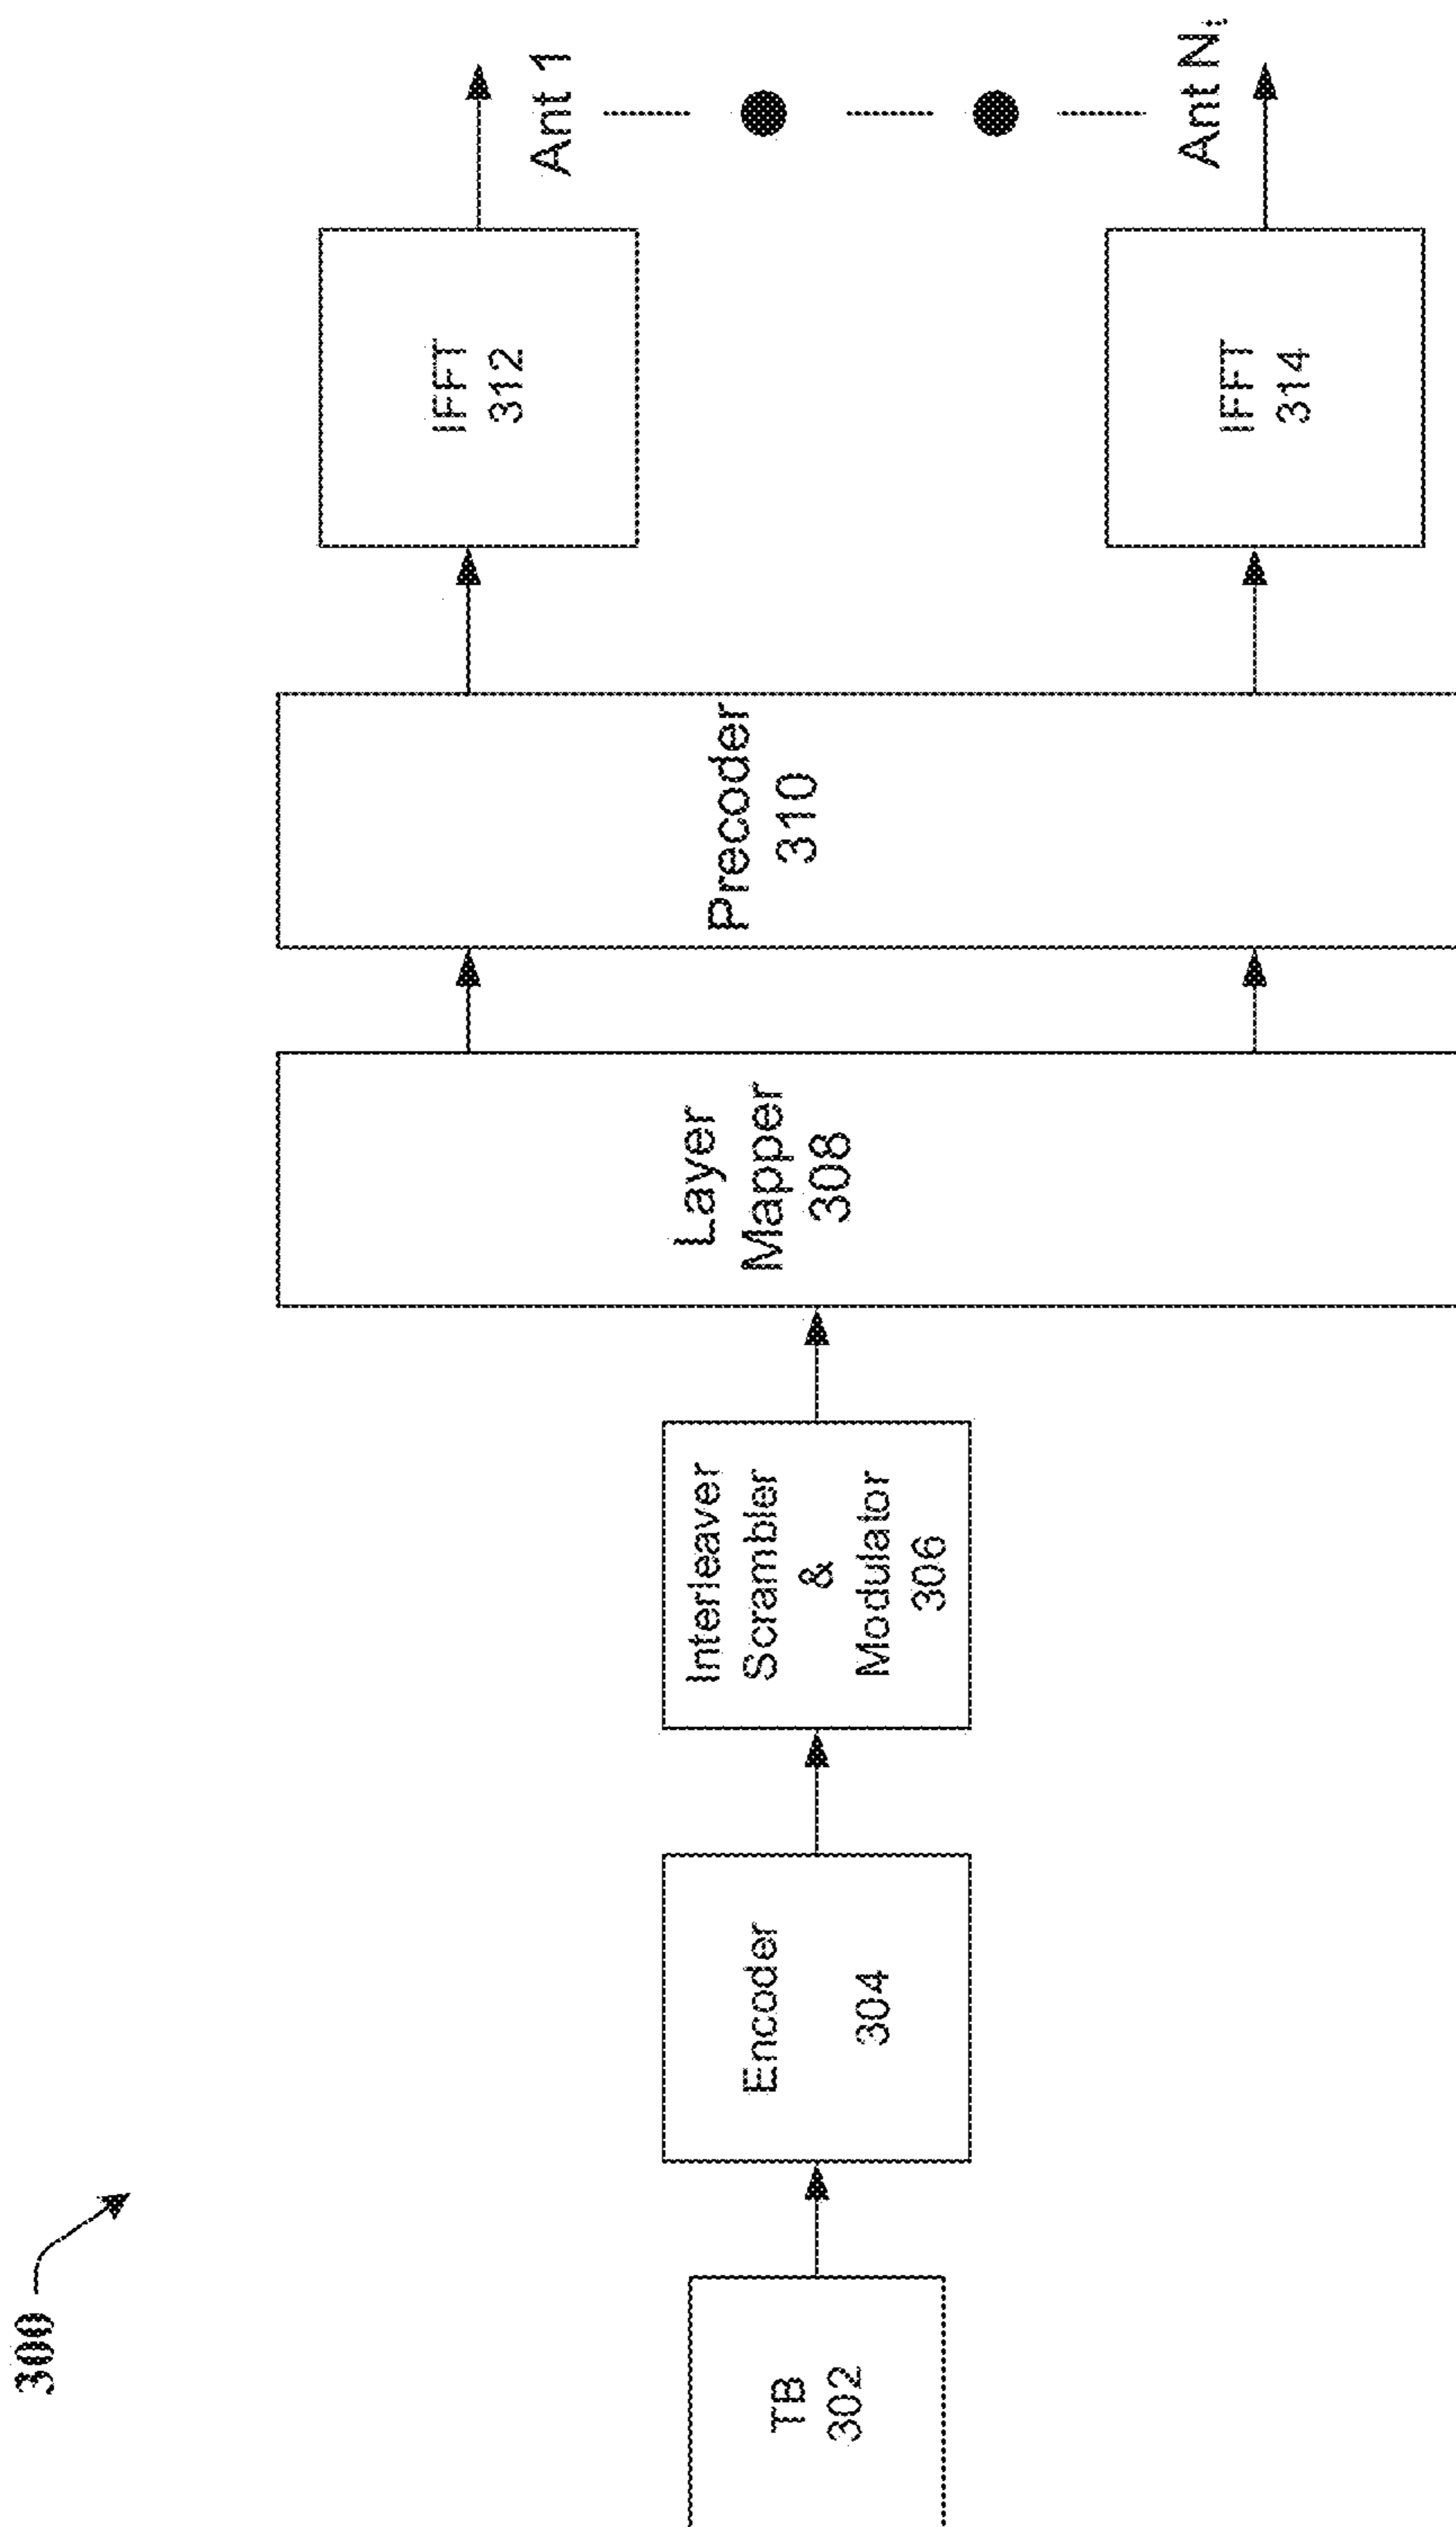 300
TB
302
Encoder
304
Interleaver
Scrambler
&
Modulator
306
Layer
Mapper
308
Precoder
310
IFFT
312
IFFT
314
Ant 1
Ant Nt